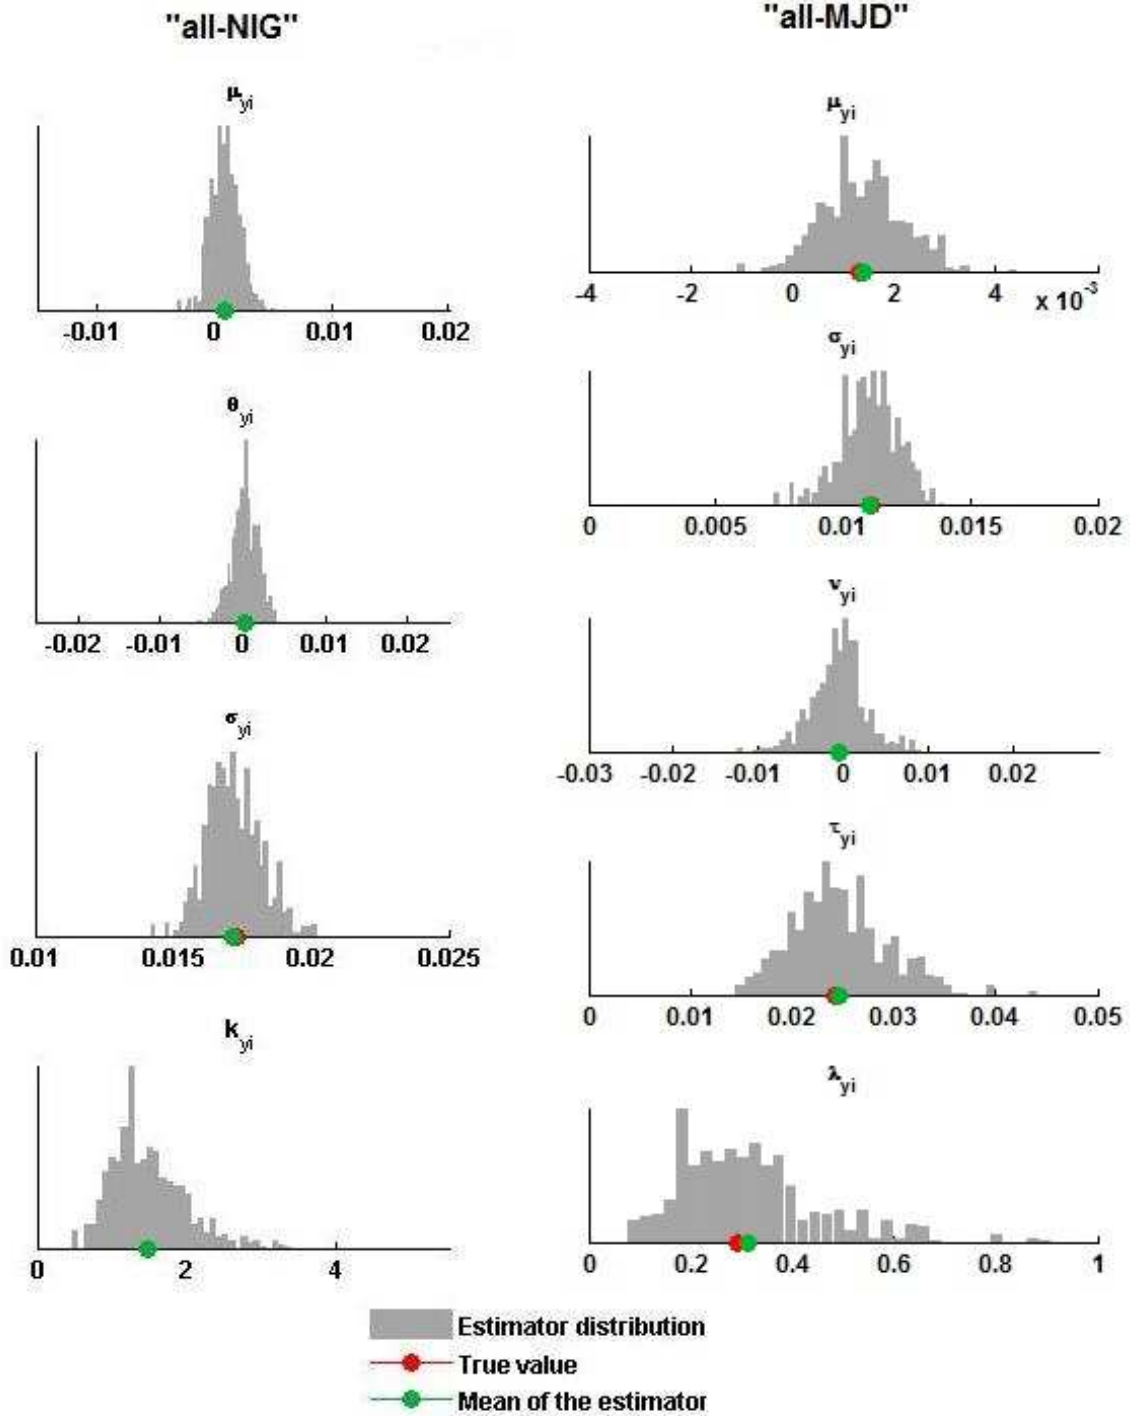 "all-NIG"
μyi
-0.01 0 0.01 0.02
θyi
-0.02 -0.01 0 0.01 0.02
σyi
0.01 0.015 0.02 0.025
kyi
0 2 4
"all-MJD"
μyi
-4 -2 0 2 4 x 10-3
σyi
0 0.005 0.01 0.015 0.02
νyi
-0.03 -0.02 -0.01 0 0.01 0.02
τyi
0 0.01 0.02 0.03 0.04 0.05
λyi
0 0.2 0.4 0.6 0.8 1
Estimator distribution
True value
Mean of the estimator